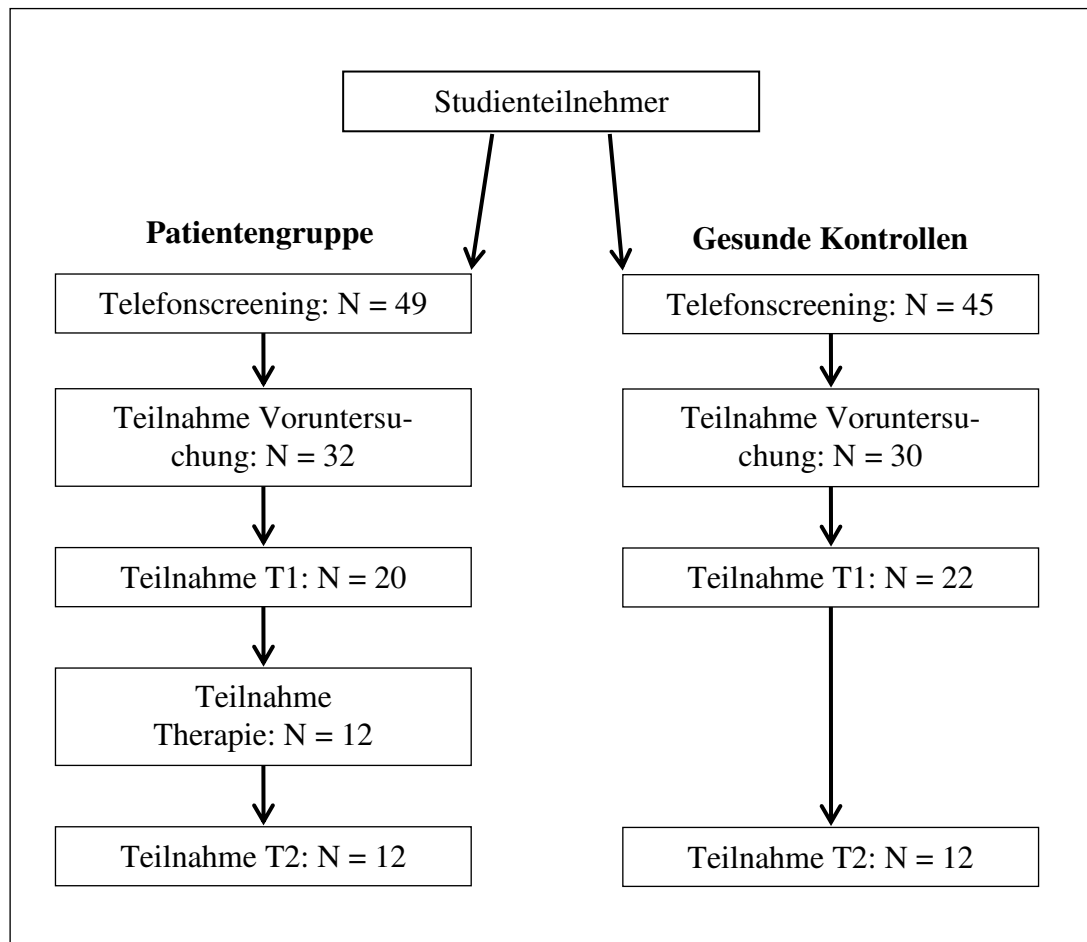 Studienteilnehmer
Patientengruppe
Telefonscreening: N = 49
Teilnahme Voruntersu-
chung: N = 32
Teilnahme T1: N = 20
Teilnahme
Therapie: N = 12
Teilnahme T2: N = 12
Gesunde Kontrollen
Telefonscreening: N = 45
Teilnahme Voruntersu-
chung: N = 30
Teilnahme T1: N = 22
Teilnahme T2: N = 12